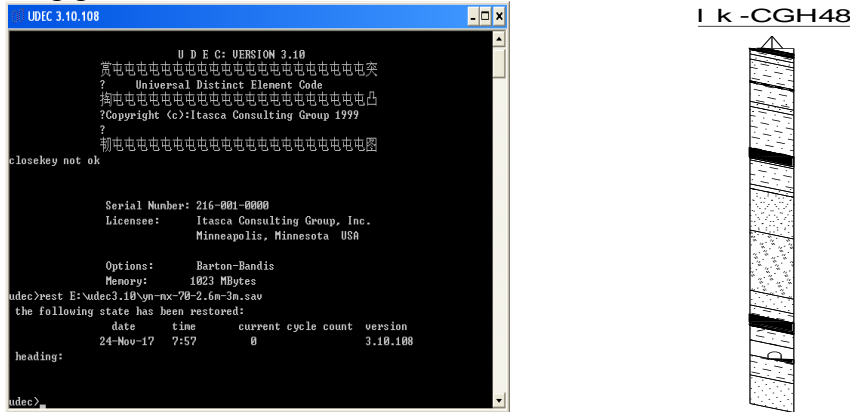 UDEC 3.10.108
U D E C: VERSION 3.10
赏屯屯屯屯屯屯屯屯屯屯屯屯屯屯屯屯屯屯屯屯屯突
? Universal Distinct Element Code
掏屯屯屯屯屯屯屯屯屯屯屯屯屯屯屯屯屯屯屯屯屯凸
?Copyright (c):Itasca Consulting Group 1999
?
韧屯屯屯屯屯屯屯屯屯屯屯屯屯屯屯屯屯屯屯屯屯图
closekey not ok
Serial Number: 216-001-0000
Licensee: Itasca Consulting Group, Inc.
Minneapolis, Minnesota USA
Options: Barton-Bandis
Memory: 1023 MBytes
udec>rest E:\udec3.10\yn-mx-70-2.6m-3m.sav
the following state has been restored:
date time current cycle count version
24-Nov-17 7:57 0 3.10.108
heading:
udec>_
I k-CGH48